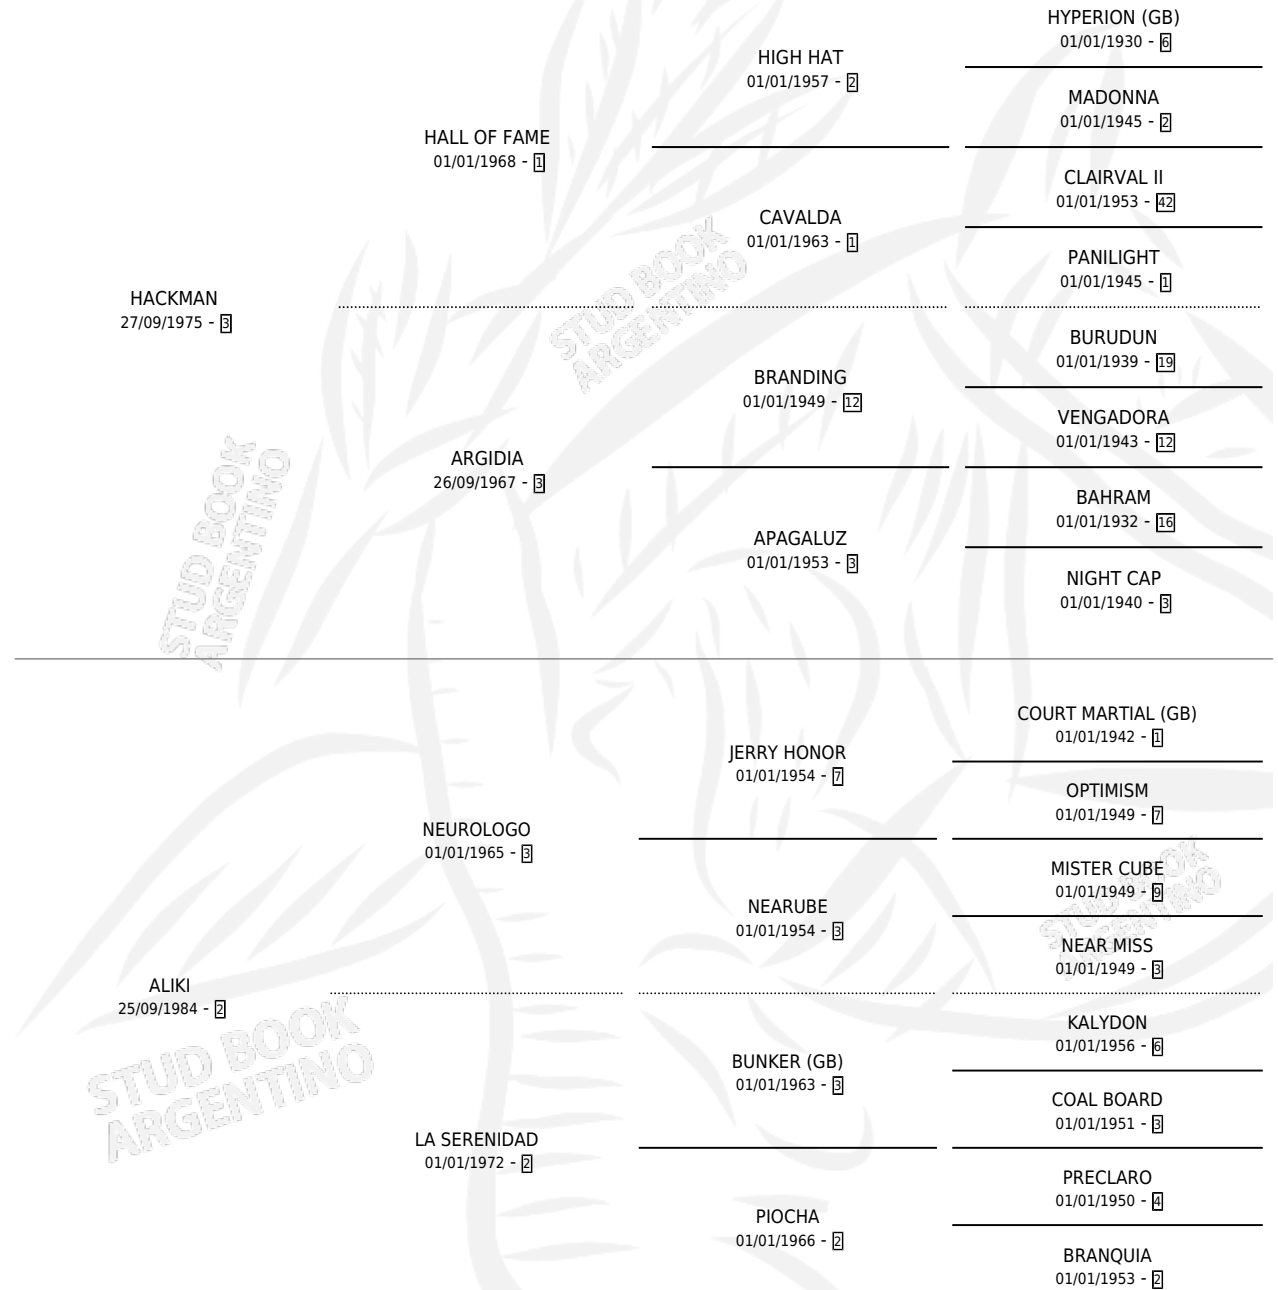 HYPERION (GB)
01/01/1930 - 6
HIGH HAT
01/01/1957 - 2
MADONNA
01/01/1945 - 2
HALL OF FAME
01/01/1968 - 1
CLAIRVAL II
01/01/1953 - 42
CAVALDA
01/01/1963 - 1
PANILIGHT
01/01/1945 - 1
HACKMAN
27/09/1975 - 3
BURUDUN
01/01/1939 - 19
BRANDING
01/01/1949 - 12
VENGADORA
01/01/1943 - 12
ARGIDIA
26/09/1967 - 3
BAHRAM
01/01/1932 - 16
APAGALUZ
01/01/1953 - 3
NIGHT CAP
01/01/1940 - 3
STUD BOOK
ARGENTINO
STUD BOOK
ARGENTINO
COURT MARTIAL (GB)
01/01/1942 - 1
JERRY HONOR
01/01/1954 - 7
OPTIMISM
01/01/1949 - 7
NEUROLOGO
01/01/1965 - 3
MISTER CUBE
01/01/1949 - 9
NEARUBE
01/01/1954 - 3
NEAR MISS
01/01/1949 - 3
STUD BOOK
ARGENTINO
ALIKI
25/09/1984 - 2
KALYDON
01/01/1956 - 6
BUNKER (GB)
01/01/1963 - 3
COAL BOARD
01/01/1951 - 3
STUD BOOK
ARGENTINO
LA SERENIDAD
01/01/1972 - 2
PRECLARO
01/01/1950 - 4
PIOCHA
01/01/1966 - 2
BRANQUIA
01/01/1953 - 2